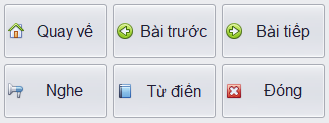 Quay về Bài trước Bài tiếp
Nghe Từ điển Đóng